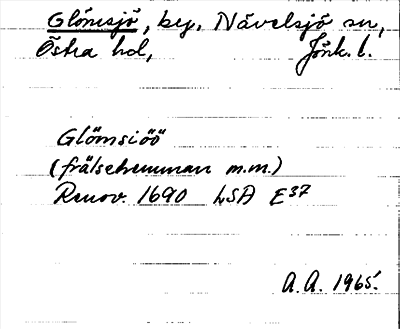 Glömsjö, by, Nävelsjö sn,
Östra hd, Jönk. l.
Glömsiöö
(frälsehemman m.m.)
Renov. 1690 LSA E37
A.A. 1965.